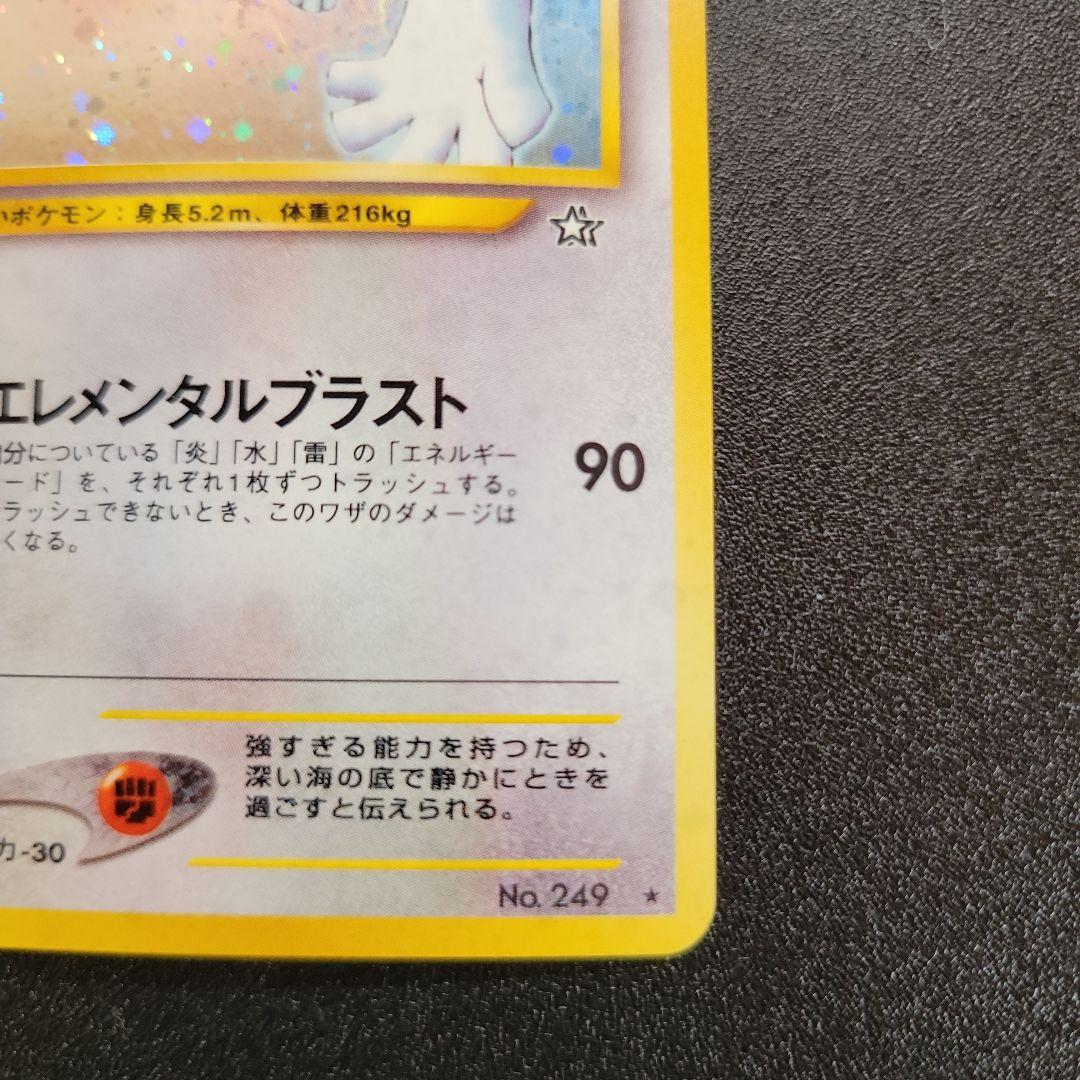 いポケモン：身長5.2m、体重216kg
エレメンタルブラスト
分についている「炎」「水」「雷」の「エネルギー
ード」を、それぞれ1枚ずつトラッシュする。
ラッシュできないとき、このワザのダメージは
くなる。
90
強すぎる能力を持つため、
深い海の底で静かにときを
過ごすと伝えられる。
力-30
No. 249 ★